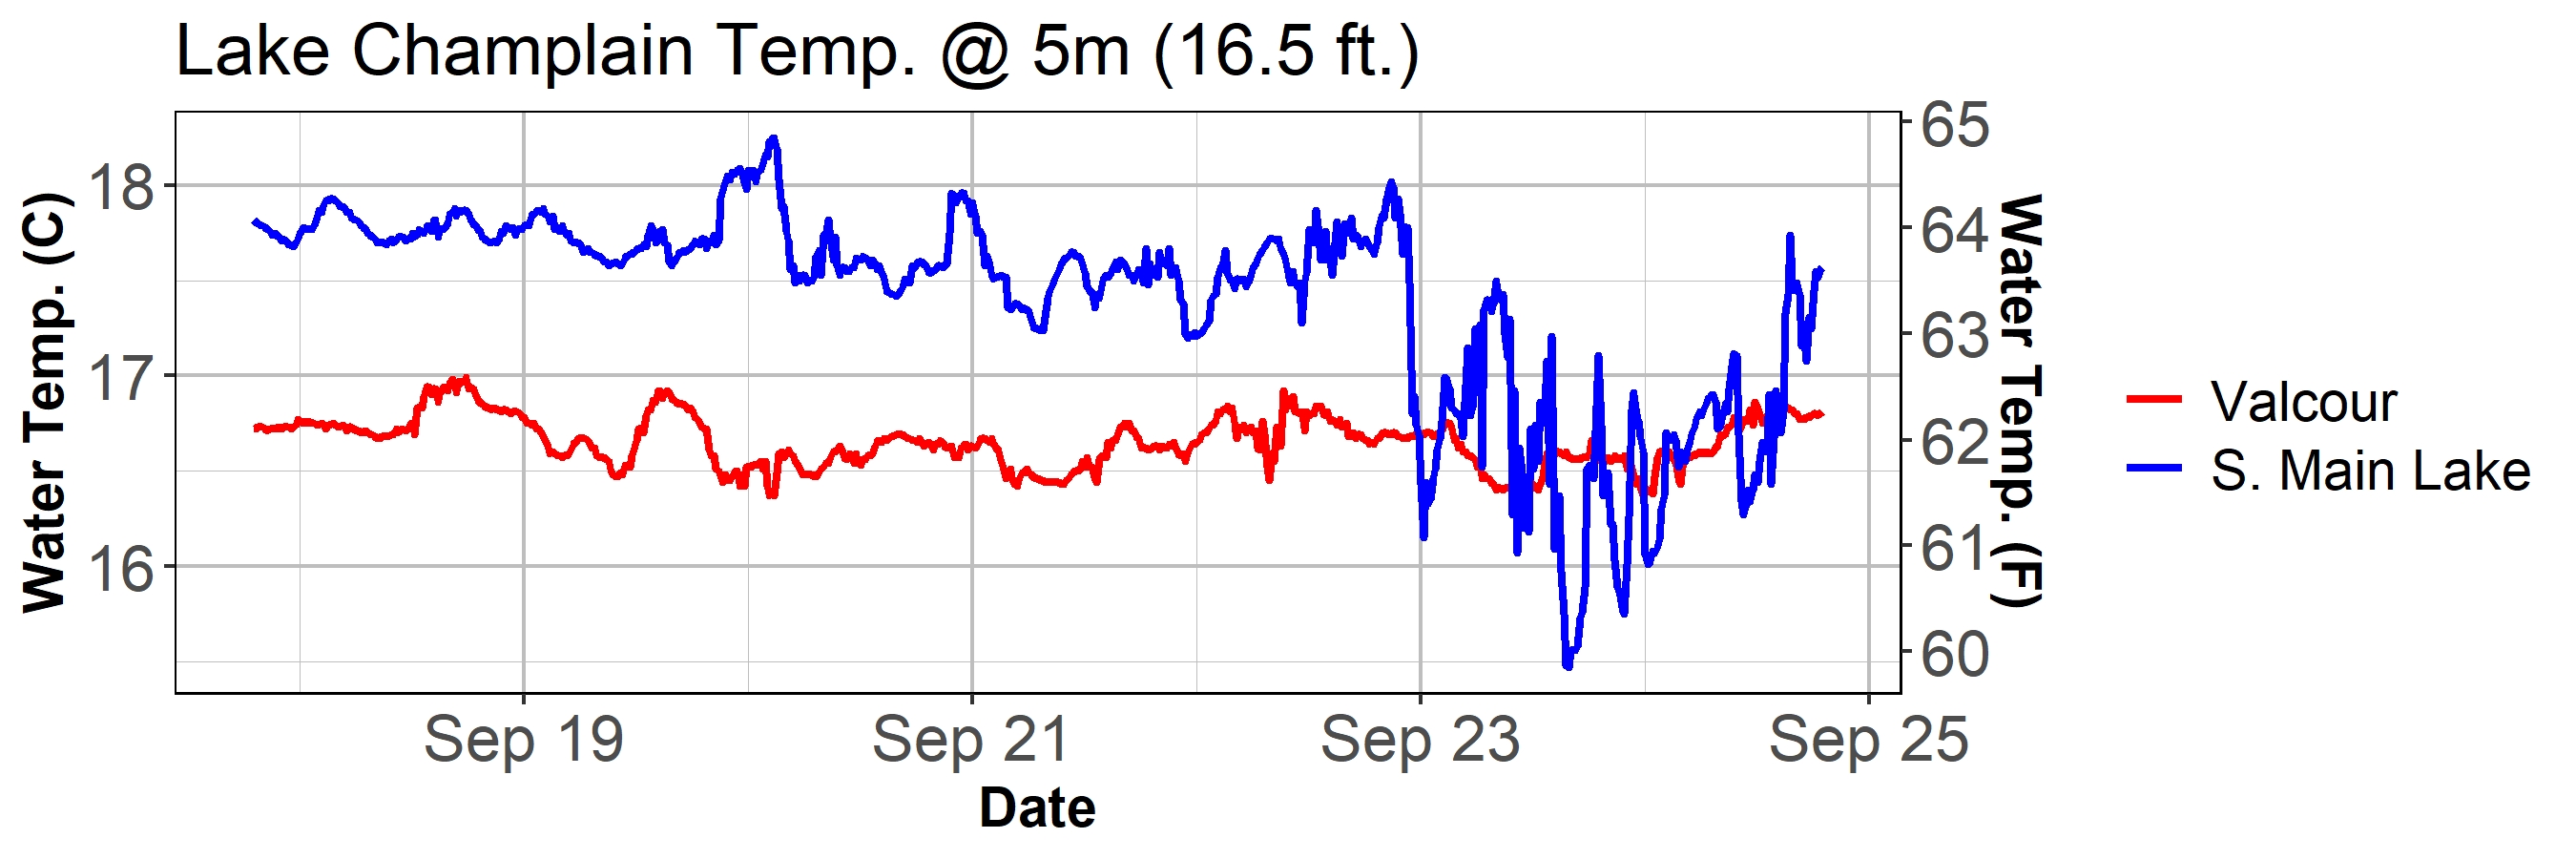 Lake Champlain Temp. @ 5m (16.5 ft.)
Water Temp. (C)
18
17
16
65
64
63
62
61
60
Water Temp. (F)
Sep 19
Sep 21
Sep 23
Sep 25
Date
Valcour
S. Main Lake